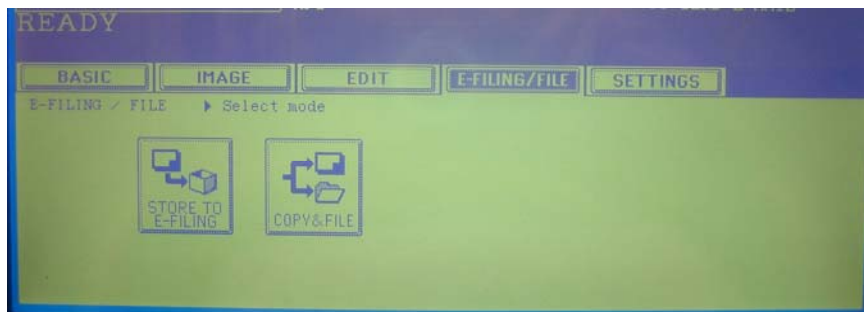 READY
BASIC IMAGE EDIT E-FILING/FILE SETTINGS
E-FILING / FILE ▶ Select mode
STORE TO
E-FILING
COPY&FILE